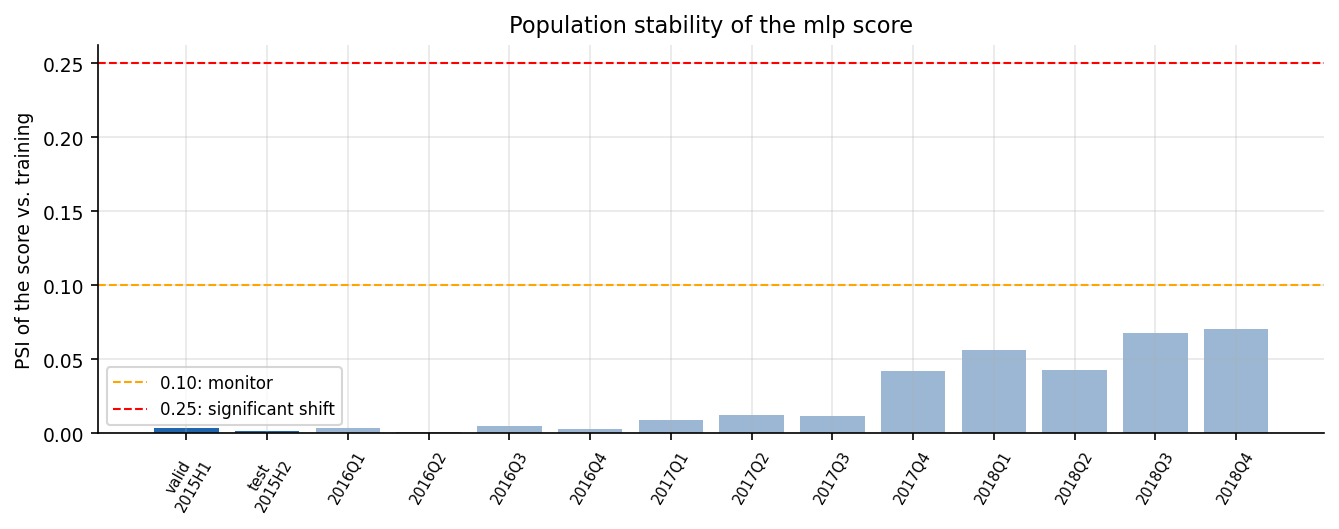 Population stability of the mlp score
PSI of the score vs. training
0.25
0.20
0.15
0.10
0.05
0.00
0.10: monitor
0.25: significant shift
valid
2015H1
test
2015H2
2016Q1
2016Q2
2016Q3
2016Q4
2017Q1
2017Q2
2017Q3
2017Q4
2018Q1
2018Q2
2018Q3
2018Q4